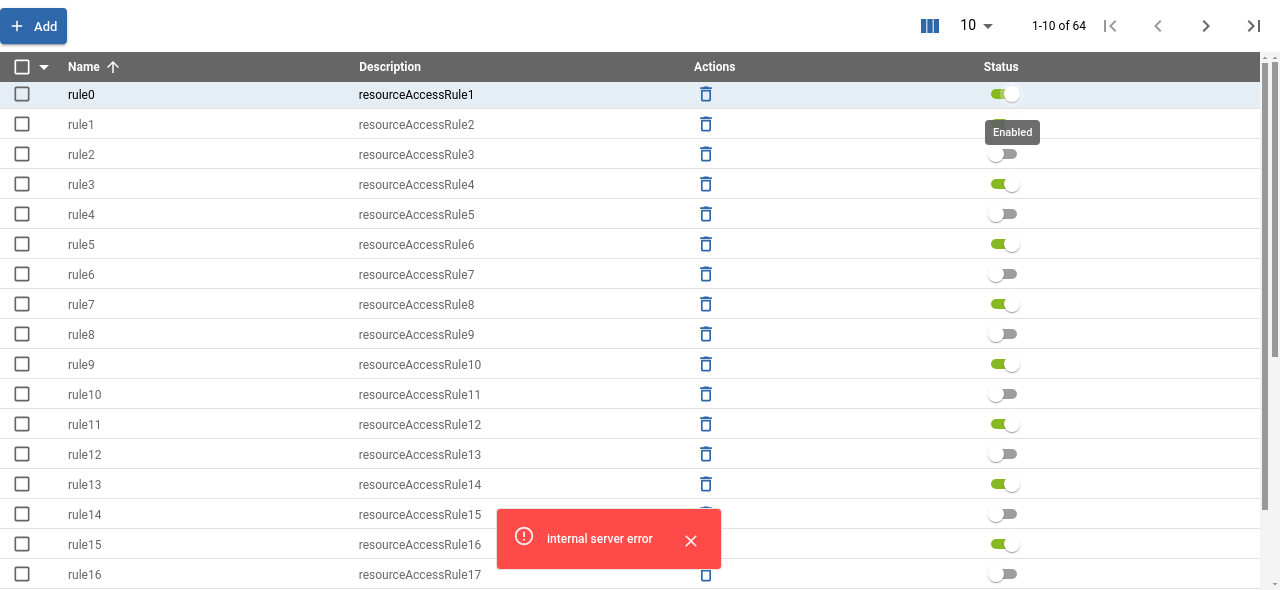 Add
10
1-10 of 64
Name Description Actions Status
rule0 resourceAccessRule1
rule1 resourceAccessRule2
Enabled
rule2 resourceAccessRule3
rule3 resourceAccessRule4
rule4 resourceAccessRule5
rule5 resourceAccessRule6
rule6 resourceAccessRule7
rule7 resourceAccessRule8
rule8 resourceAccessRule9
rule9 resourceAccessRule10
rule10 resourceAccessRule11
rule11 resourceAccessRule12
rule12 resourceAccessRule13
rule13 resourceAccessRule14
rule14 resourceAccessRule15
internal server error
rule15 resourceAccessRule16
rule16 resourceAccessRule17